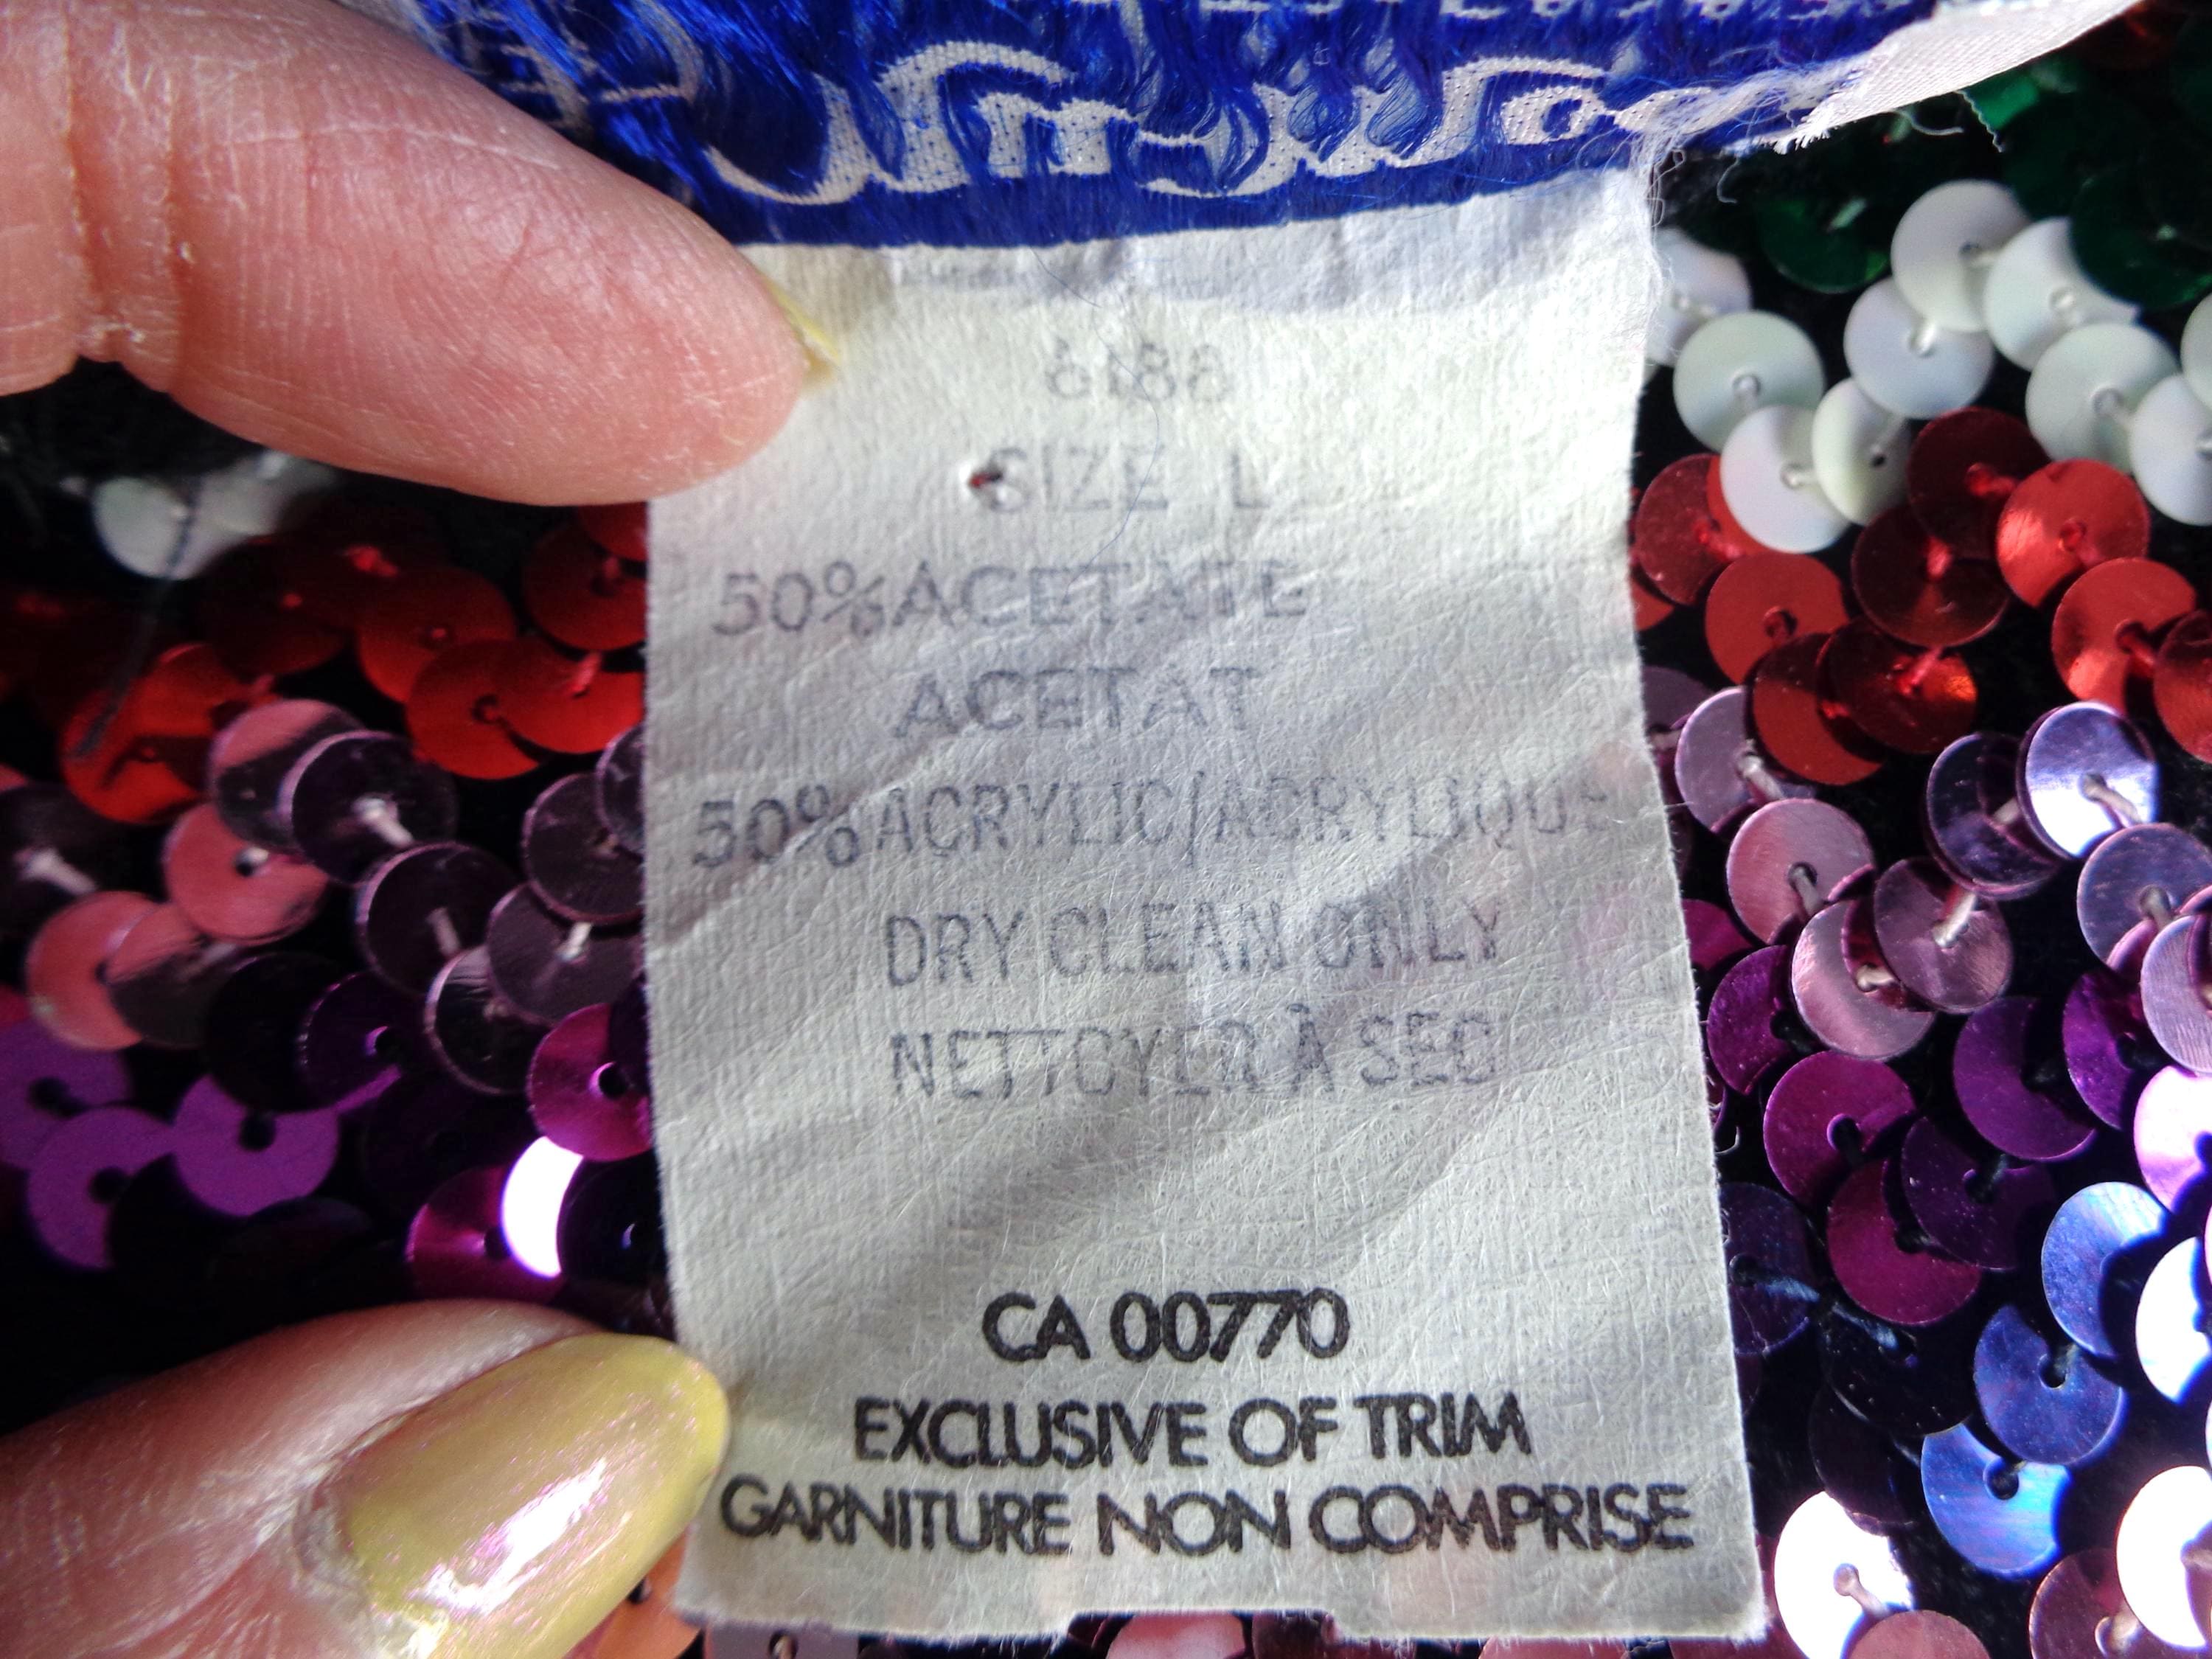 6186
SIZE L
50% ACETATE
ACETAT
50% ACRYLIC/ACRYLIQUE
DRY CLEAN ONLY
NETTOYER À SEC
CA 00770
EXCLUSIVE OF TRIM
GARNITURE NON COMPRISE